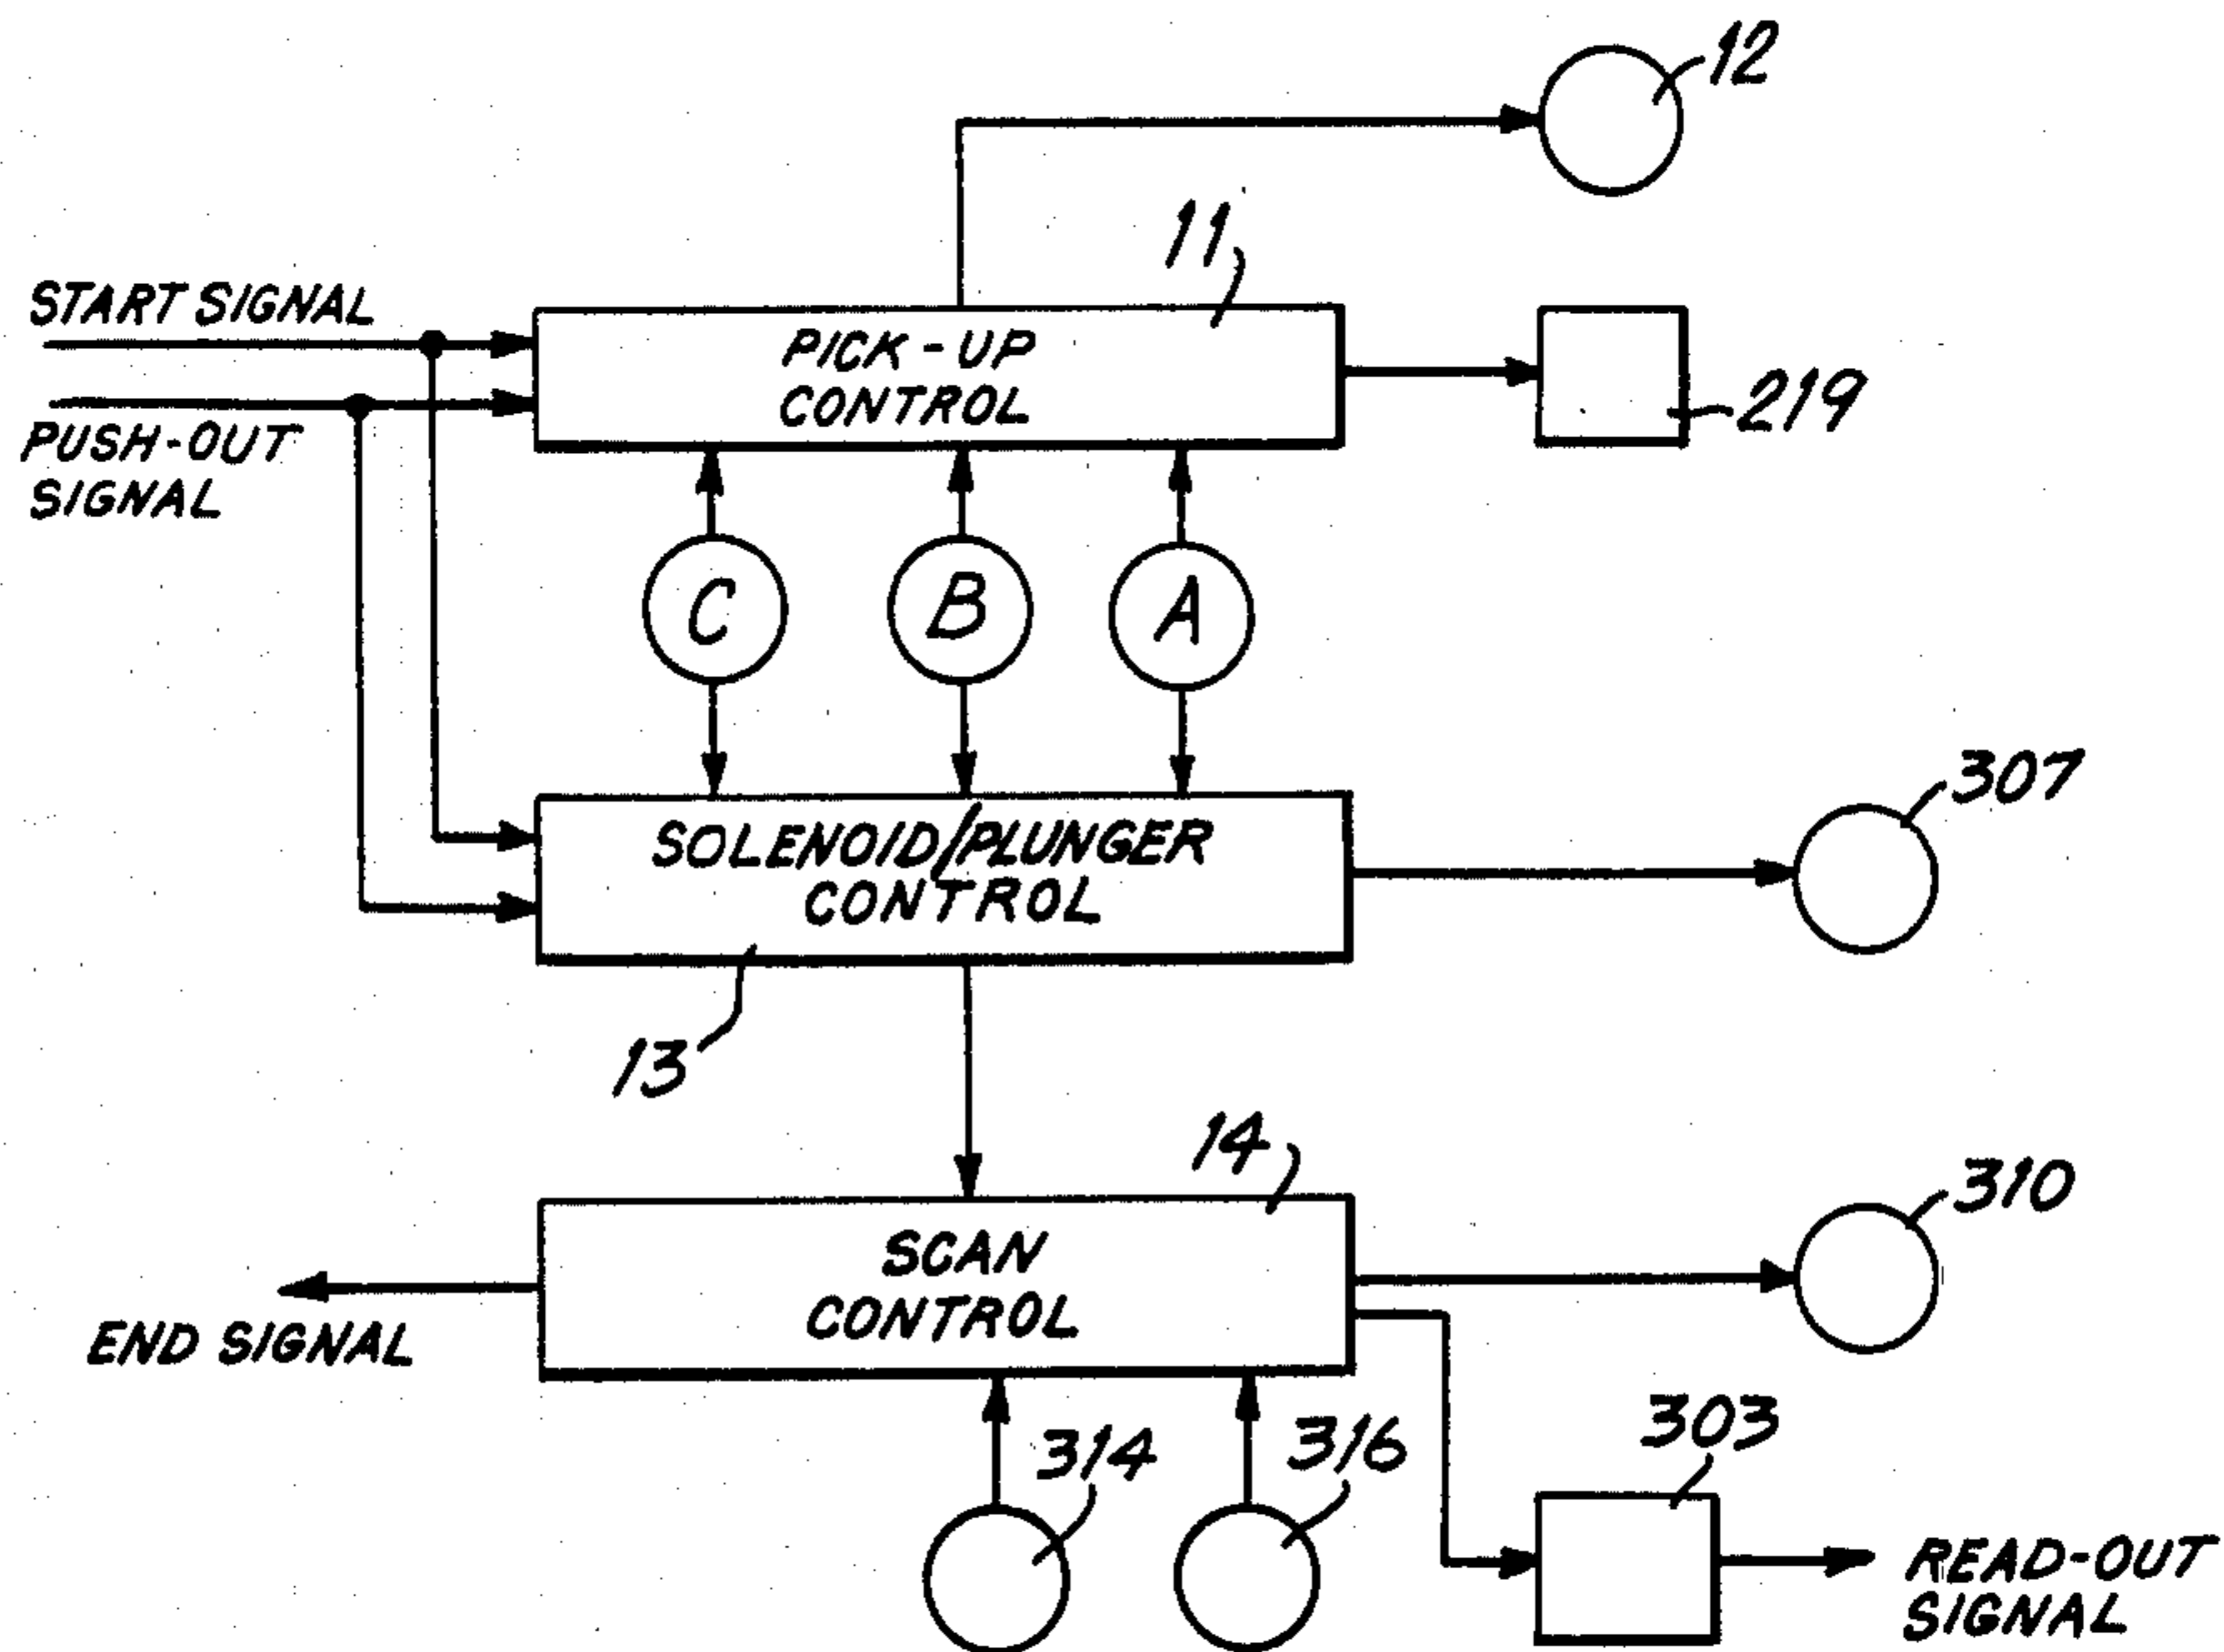 12
11
START SIGNAL
PICK-UP
CONTROL
219
PUSH-OUT
SIGNAL
C
B
A
307
SOLENOID/PLUNGER
CONTROL
13
14
310
SCAN
CONTROL
END SIGNAL
314
316
303
READ-OUT
SIGNAL